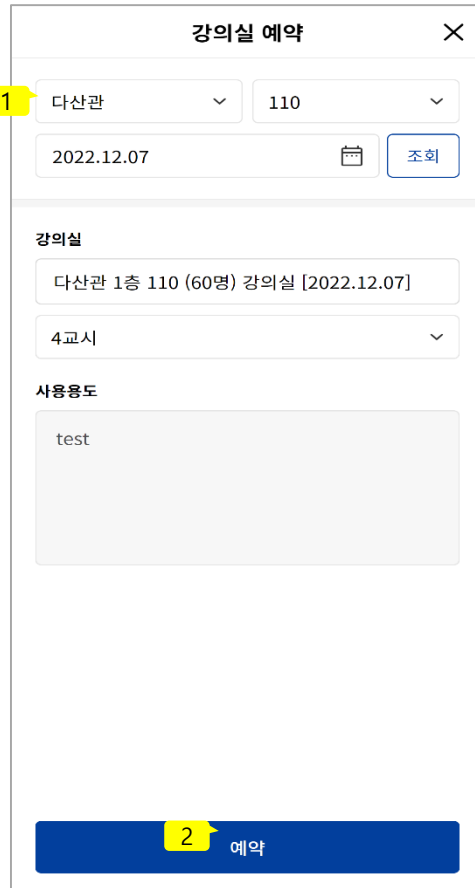 강의실 예약
1
다산관 110
2022.12.07 조회
강의실
다산관 1층 110 (60명) 강의실 [2022.12.07]
4교시
사용용도
test
2
예약